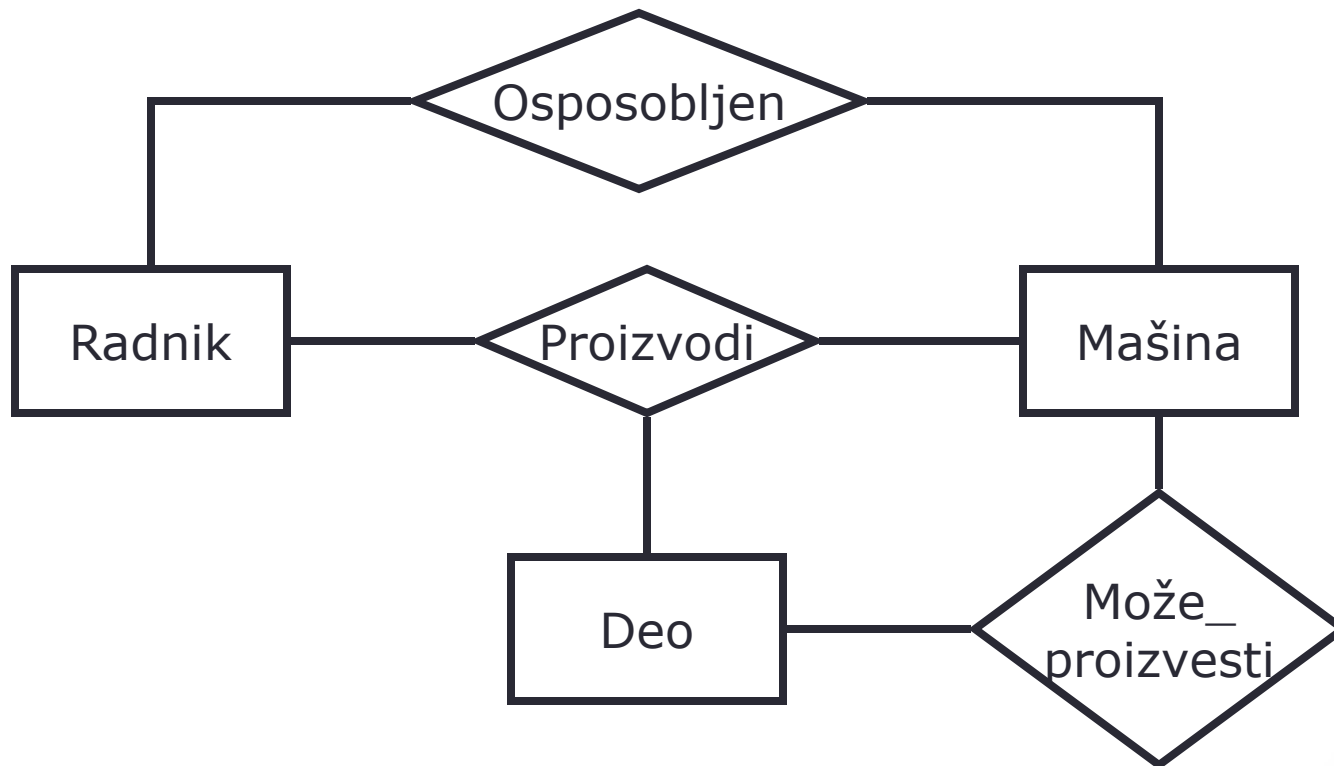 Osposobljen
Radnik
Proizvodi
Mašina
Deo
Može_
proizvesti